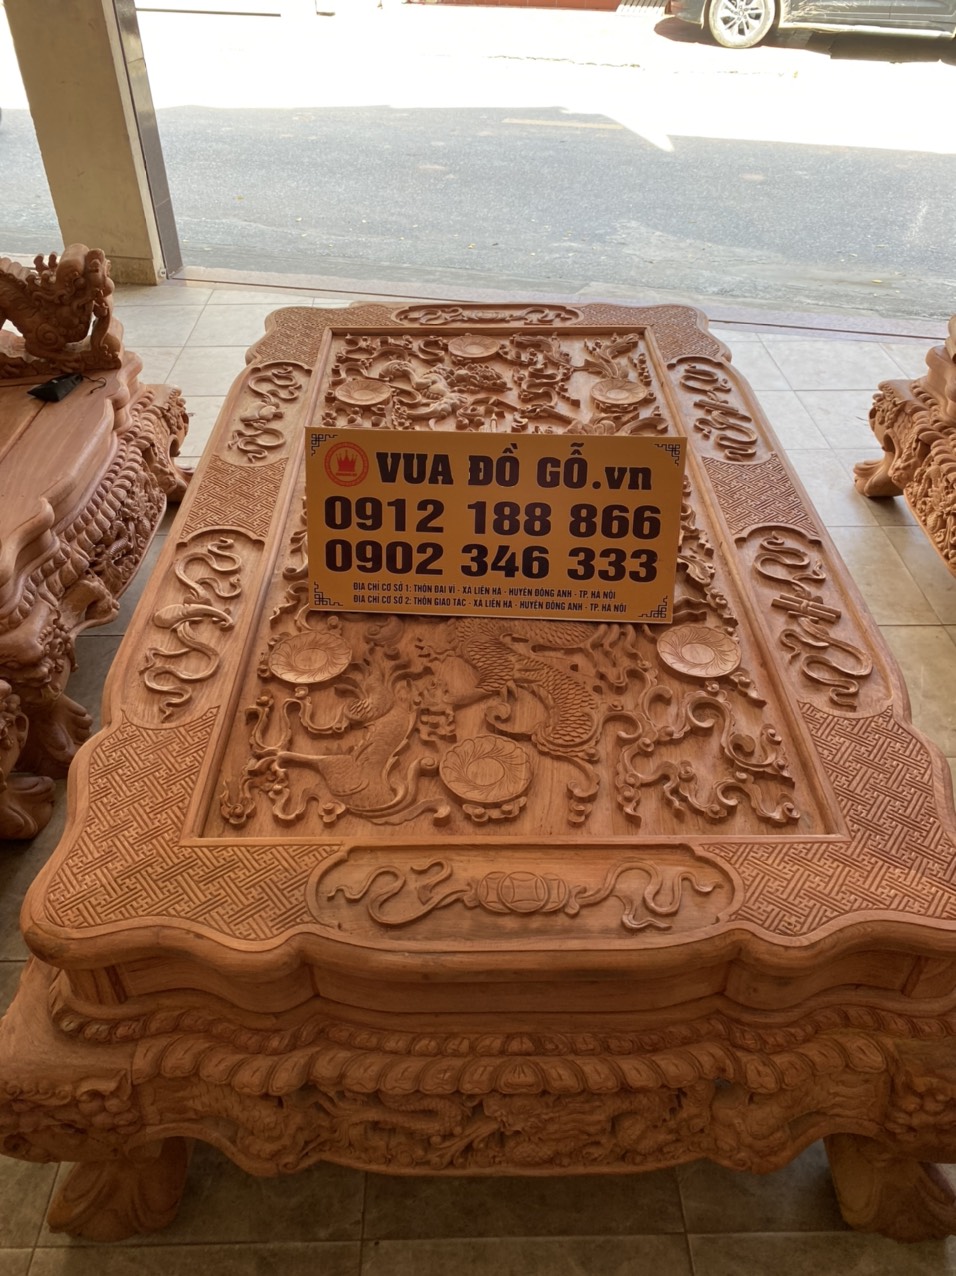 VUA ĐỒ GỖ.vn
0912 188 866
0902 346 333
ĐỊA CHỈ CƠ SỞ 1: THÔN ĐẠI VĨ - XÃ LIÊN HÀ - HUYỆN ĐÔNG ANH - TP. HÀ NỘI
ĐỊA CHỈ CƠ SỞ 2: THÔN GIAO TÁC - XÃ LIÊN HÀ - HUYỆN ĐÔNG ANH - TP. HÀ NỘI